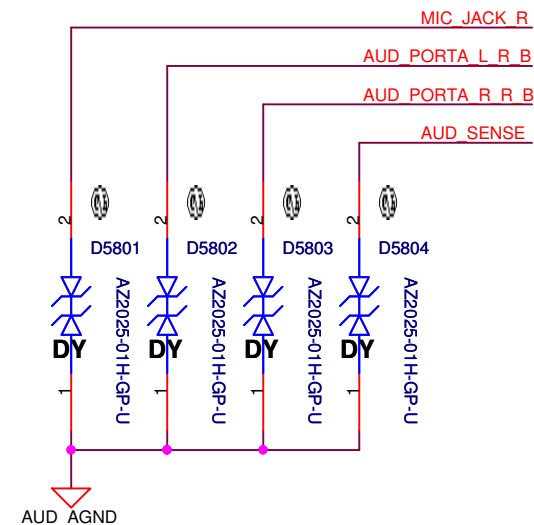 MIC_JACK_R
AUD_PORTA_L_R_B
AUD_PORTA_R_R_B
AUD_SENSE
2 2 2 2
D5801 D5802 D5803 D5804
AZ2025-01H-GP-U AZ2025-01H-GP-U AZ2025-01H-GP-U AZ2025-01H-GP-U
DY DY DY DY
1 1 1 1
AUD_AGND